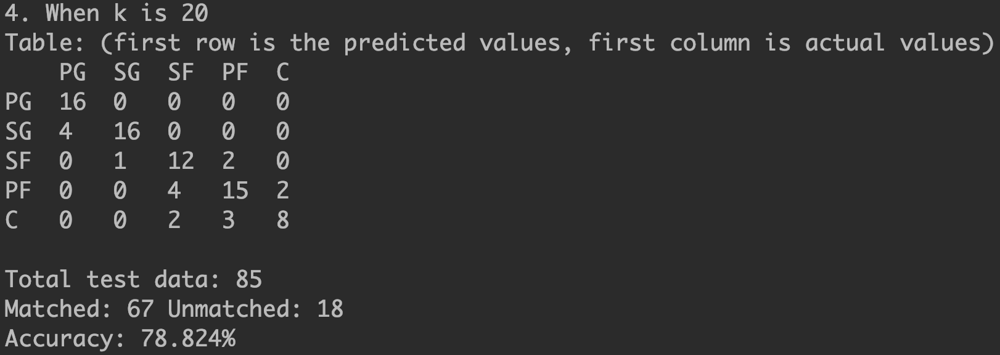 4. When k is 20
Table: (first row is the predicted values, first column is actual values)
    PG  SG  SF  PF  C
PG  16  0   0   0   0
SG  4   16  0   0   0
SF  0   1   12  2   0
PF  0   0   4   15  2
C   0   0   2   3   8

Total test data: 85
Matched: 67 Unmatched: 18
Accuracy: 78.824%